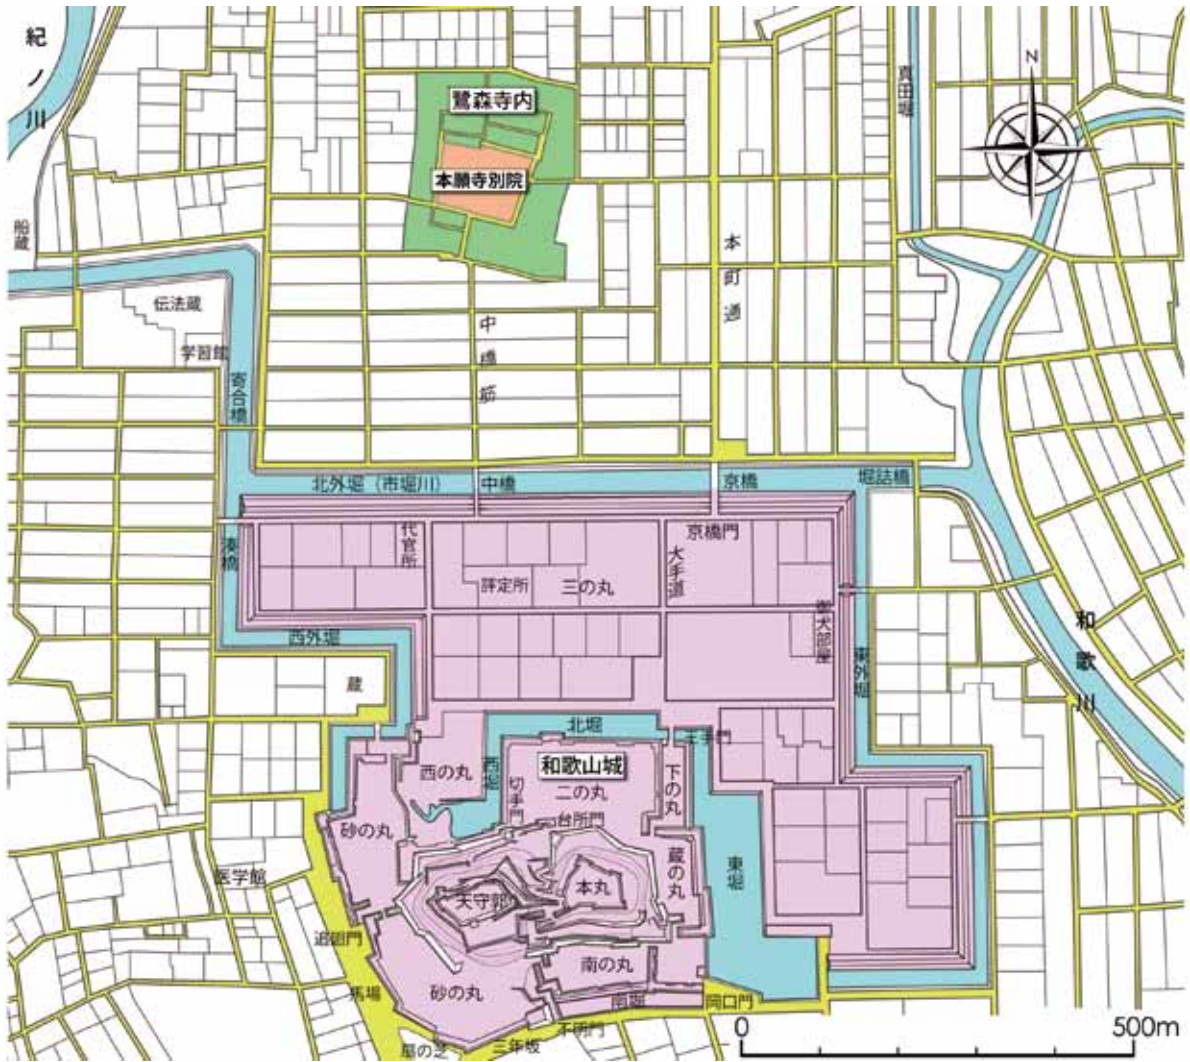 紀ノ川
鷺森寺内
本願寺別院
真田堀
N
船蔵
伝法蔵
学習館
寄合橋
中橋筋
本町通
北外堀（市堀川）
中橋
京橋
堀詰橋
湊橋
代官所
評定所
三の丸
大手道
京橋門
御犬部屋
東外堀
和歌川
西外堀
蔵
北堀
西の丸
西堀
切手門
和歌山城
二の丸
台所門
下の丸
砂の丸
蔵の丸
東堀
医学館
天守郭
本丸
追廻門
馬場
砂の丸
南の丸
南堀
岡口門
不明門
三年坂
扇の芝
0
500m